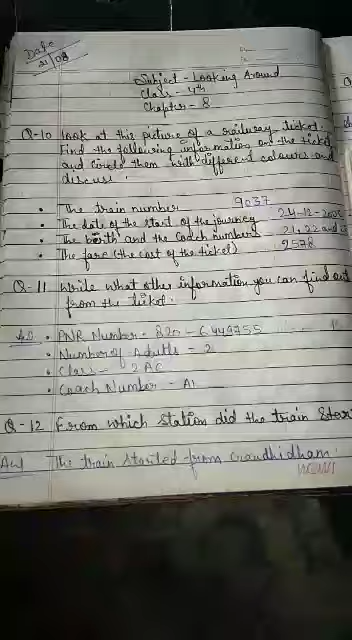 Date
21/08
Subject - Looking Around
Class - 4th
Chapter - 8
Q-10 Look at this picture of a railway ticket.
Find the following information on the ticket
and circle them with different colours and
discuss.
• The train number 9037
• The date of the start of the journey 24-12-200
• The berth and the coach number 21, 22 and
• The fare (the cost of the ticket) 2578
Q-11 Write what other information you can find out
from the ticket.
• PNR Number - 820 - 6449755
• Number of Adults - 2
• Class - 2 AC
• Coach Number - A1
Q-12 From which station did the train Star
Ans) The train started from Gandhidham.